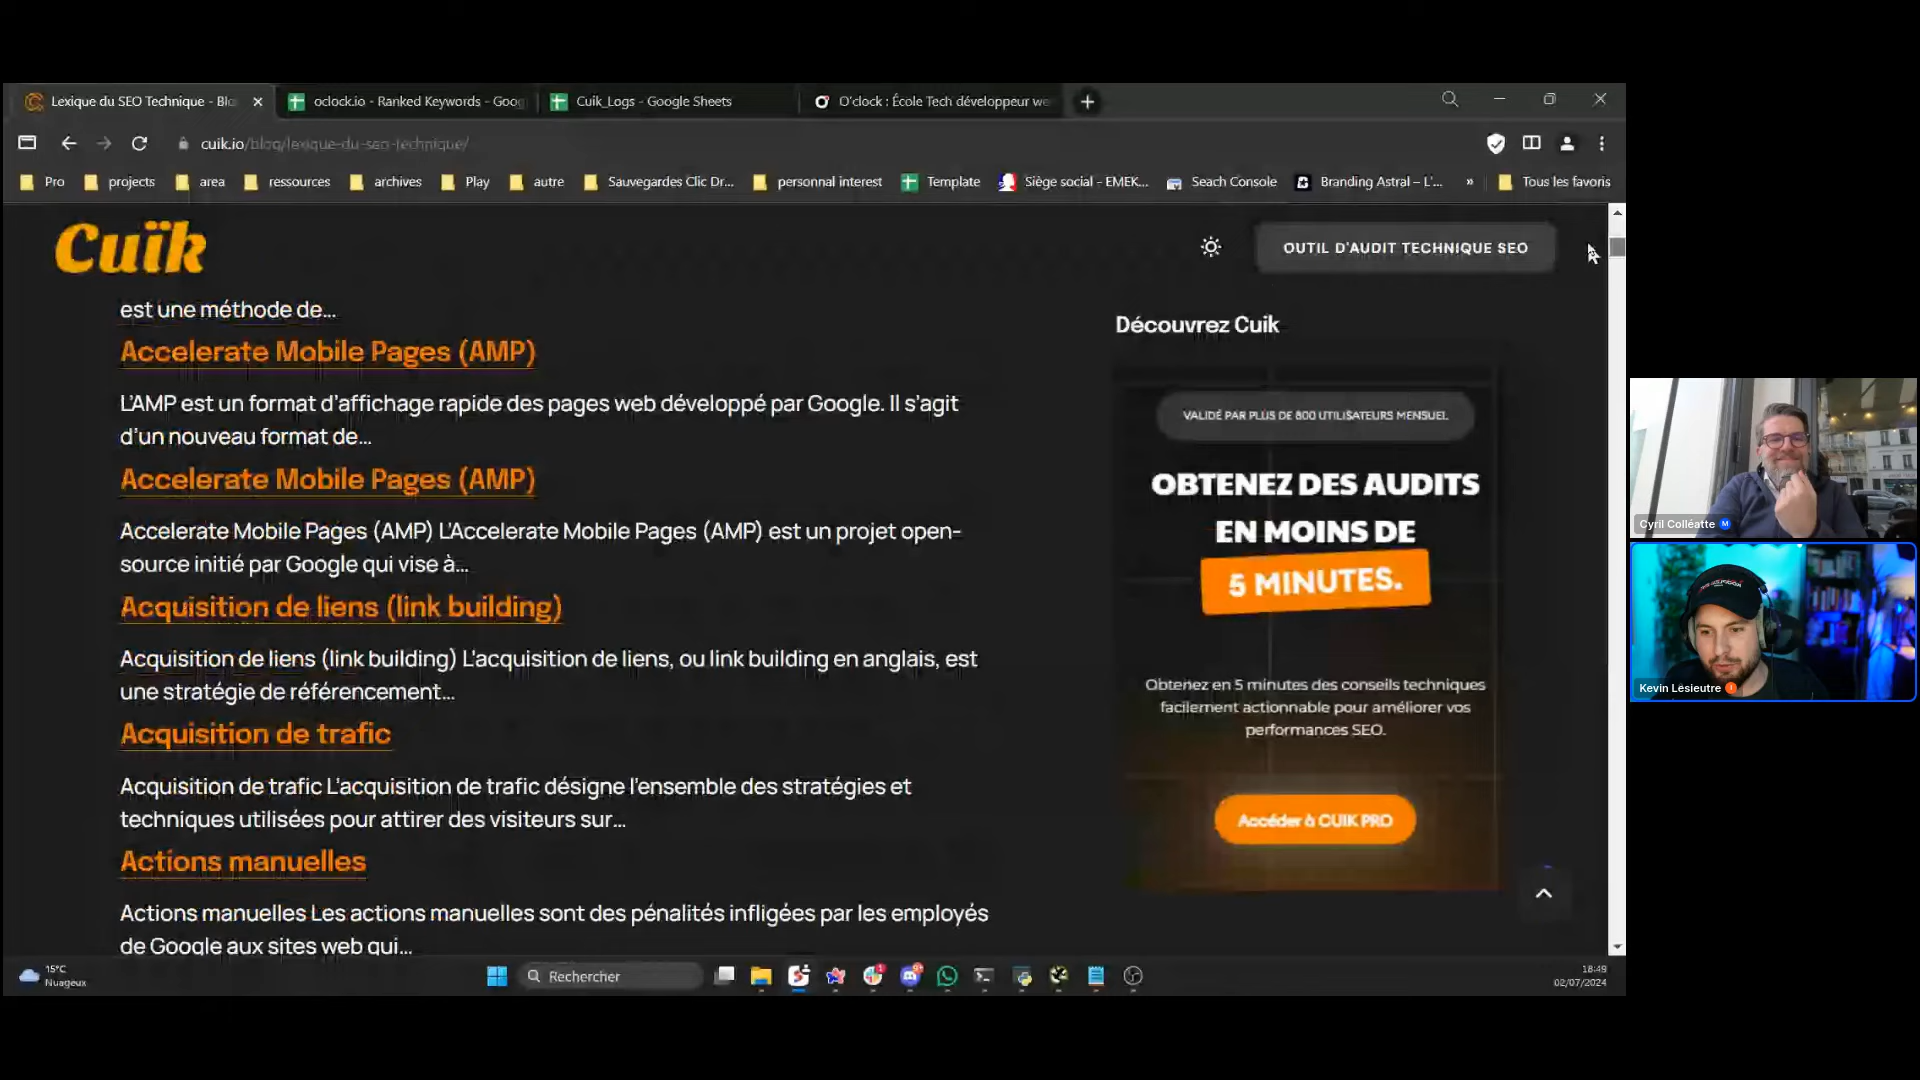 Lexique du SEO Technique - Blo
oclock.io - Ranked Keywords - Goog
Cuik_Logs - Google Sheets
O'clock : École Tech développeur we
cuik.io/blog/lexique-du-seo-technique/
Pro
projects
area
ressources
archives
Play
autre
Sauvegardes Clic Dr...
personnal interest
Template
Siège social - EMEK...
Seach Console
Branding Astral – L'...
»
Tous les favoris
Cuïk
OUTIL D'AUDIT TECHNIQUE SEO
est une méthode de...
Accelerate Mobile Pages (AMP)
L'AMP est un format d'affichage rapide des pages web développé par Google. Il s'agit
d'un nouveau format de...
Accelerate Mobile Pages (AMP)
Accelerate Mobile Pages (AMP) L'Accelerate Mobile Pages (AMP) est un projet open-
source initié par Google qui vise à...
Acquisition de liens (link building)
Acquisition de liens (link building) L'acquisition de liens, ou link building en anglais, est
une stratégie de référencement...
Acquisition de trafic
Acquisition de trafic L'acquisition de trafic désigne l'ensemble des stratégies et
techniques utilisées pour attirer des visiteurs sur...
Actions manuelles
Actions manuelles Les actions manuelles sont des pénalités infligées par les employés
de Google aux sites web qui...
Découvrez Cuik
VALIDÉ PAR PLUS DE 800 UTILISATEURS MENSUEL.
OBTENEZ DES AUDITS
EN MOINS DE
5 MINUTES.
Obtenez en 5 minutes des conseils techniques
facilement actionnable pour améliorer vos
performances SEO.
Accéder à CUIK PRO
Cyril Colléatte
M
Kevin Lesieutre
15°C
Nuageux
Rechercher
18:49
02/07/2024